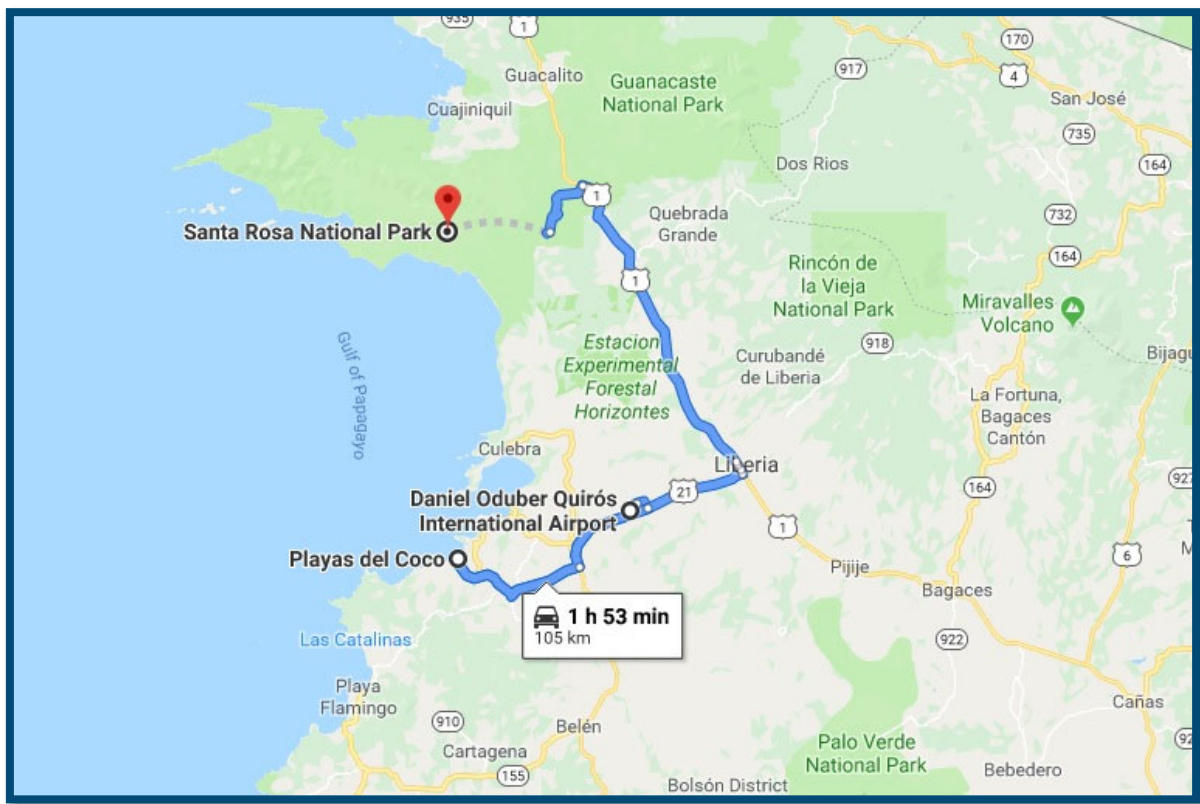 935
1
170
Guacalito
917
4
Guanacaste
National Park
San José
Cuajiniquil
735
Dos Rios
164
1
Quebrada
Grande
732
Santa Rosa National Park
164
Rincón de
la Vieja
National Park
1
Miravalles
Volcano
Gulf of Papagayo
Estacion
Experimental
Forestal
Horizontes
918
Curubandé
de Liberia
Bijagu
La Fortuna,
Bagaces
Cantón
Culebra
Liberia
927
164
21
Daniel Oduber Quirós
International Airport
1
6
Playas del Coco
Pijije
Bagaces
1 h 53 min
105 km
Las Catalinas
922
Playa
Flamingo
Cañas
910
Belén
92
Cartagena
Palo Verde
National Park
155
Bebedero
Bolsón District